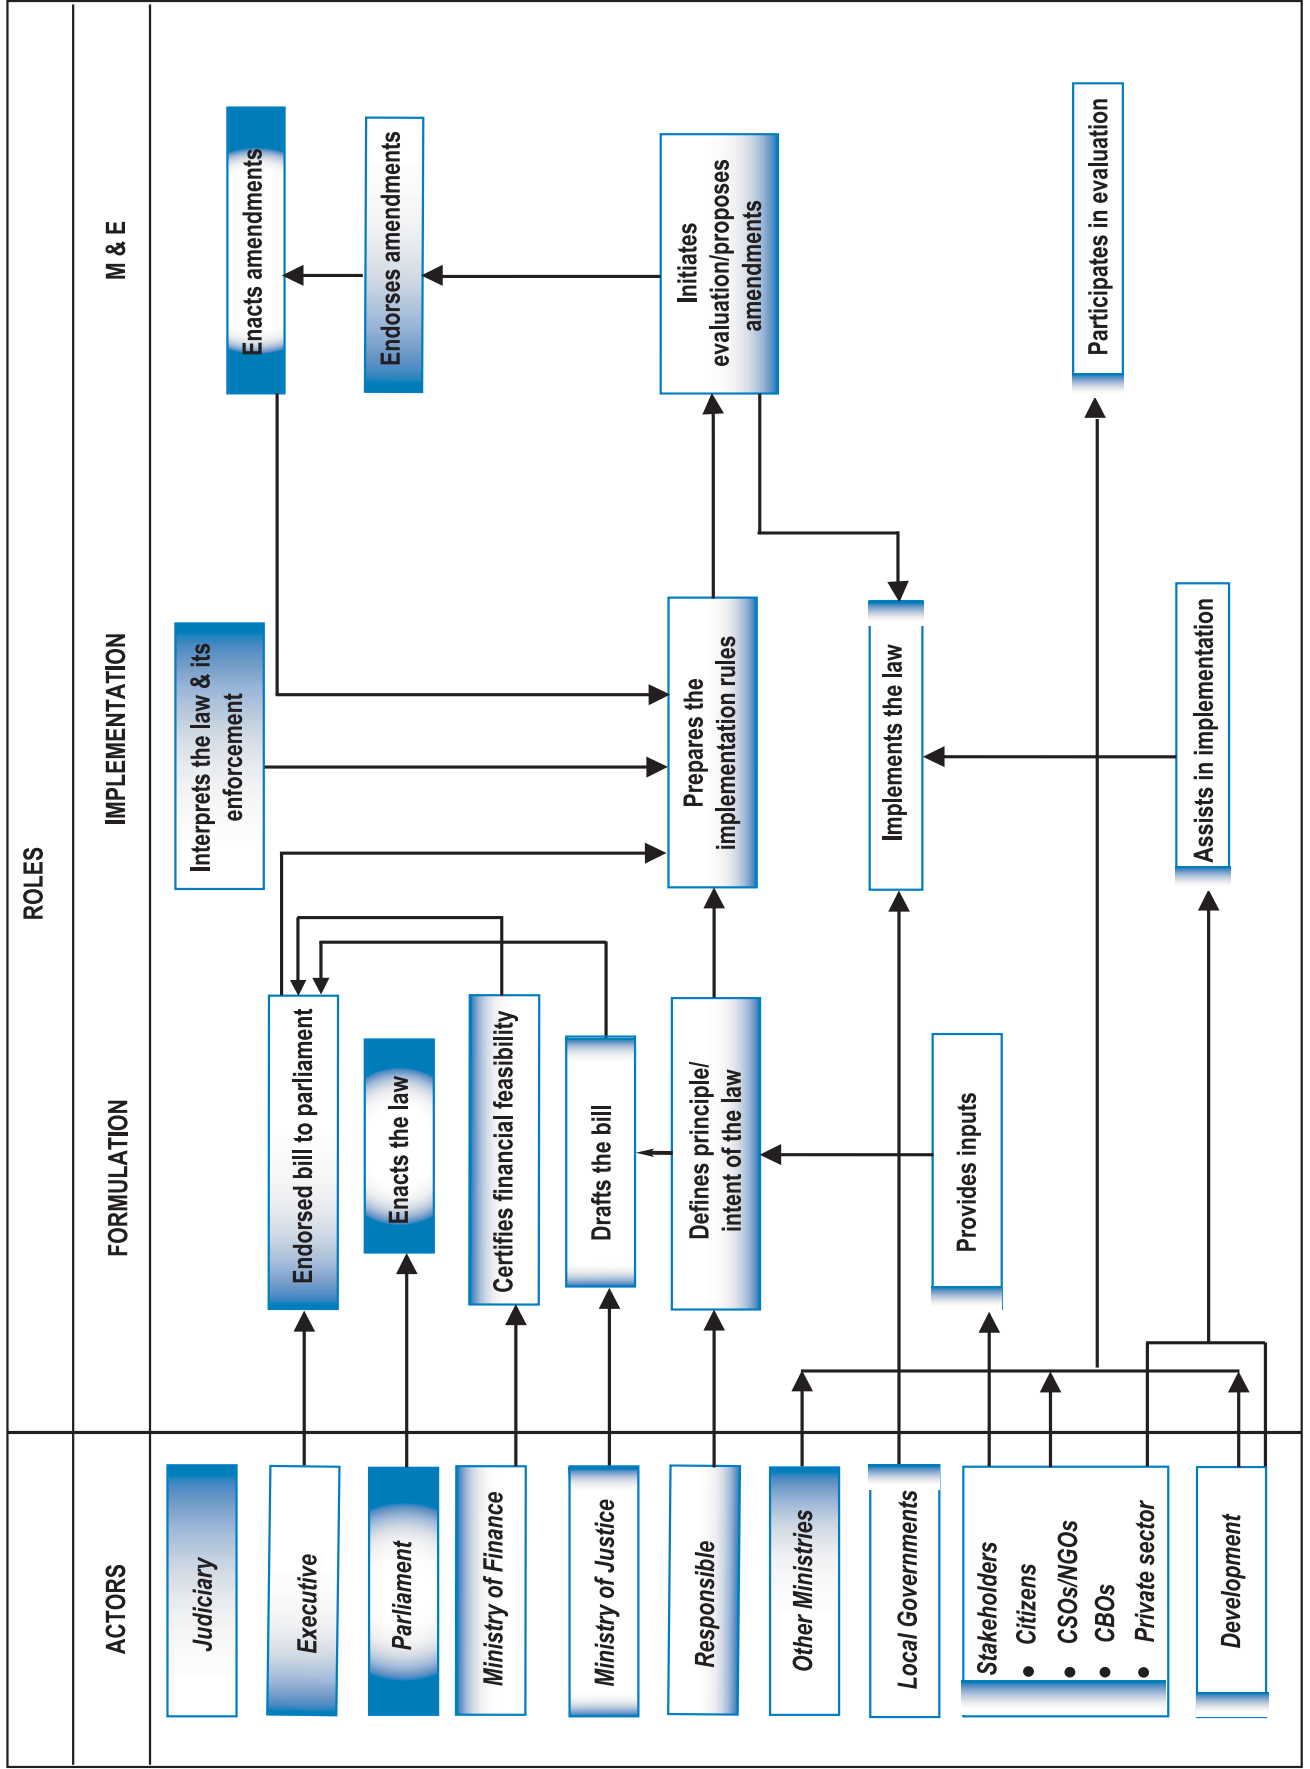 ROLES
ACTORS
FORMULATION
IMPLEMENTATION
M & E
Judiciary
Interprets the law & its
enforcement
Enacts amendments
Executive
Endorsed bill to parliament
Endorses amendments
Parliament
Enacts the law
Ministry of Finance
Certifies financial feasibility
Ministry of Justice
Drafts the bill
Responsible
Defines principle/
intent of the law
Prepares the
implementation rules
Initiates
evaluation/proposes
amendments
Other Ministries
Local Governments
Implements the law
Stakeholders
• Citizens
• CSOs/NGOs
• CBOs
• Private sector
Provides inputs
Participates in evaluation
Development
Assists in implementation